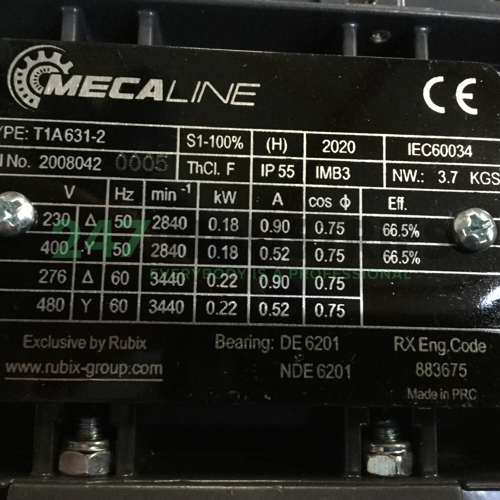 MECALINE CE
YPE: T1A631-2 S1-100% (H) 2020 IEC60034
No. 2008042 0005 ThCl. F IP 55 IMB3 NW.: 3.7 KGS
V Hz min-1 kW A cos ϕ Eff.
230 Δ 50 2840 0.18 0.90 0.75 66.5%
400 Y 50 2840 0.18 0.52 0.75 66.5%
247
EVERYBODY IS A PROFESSIONAL
276 Δ 60 3440 0.22 0.90 0.75
480 Y 60 3440 0.22 0.52 0.75
Exclusive by Rubix Bearing: DE 6201 RX Eng.Code
www.rubix-group.com NDE 6201 883675
Made in PRC